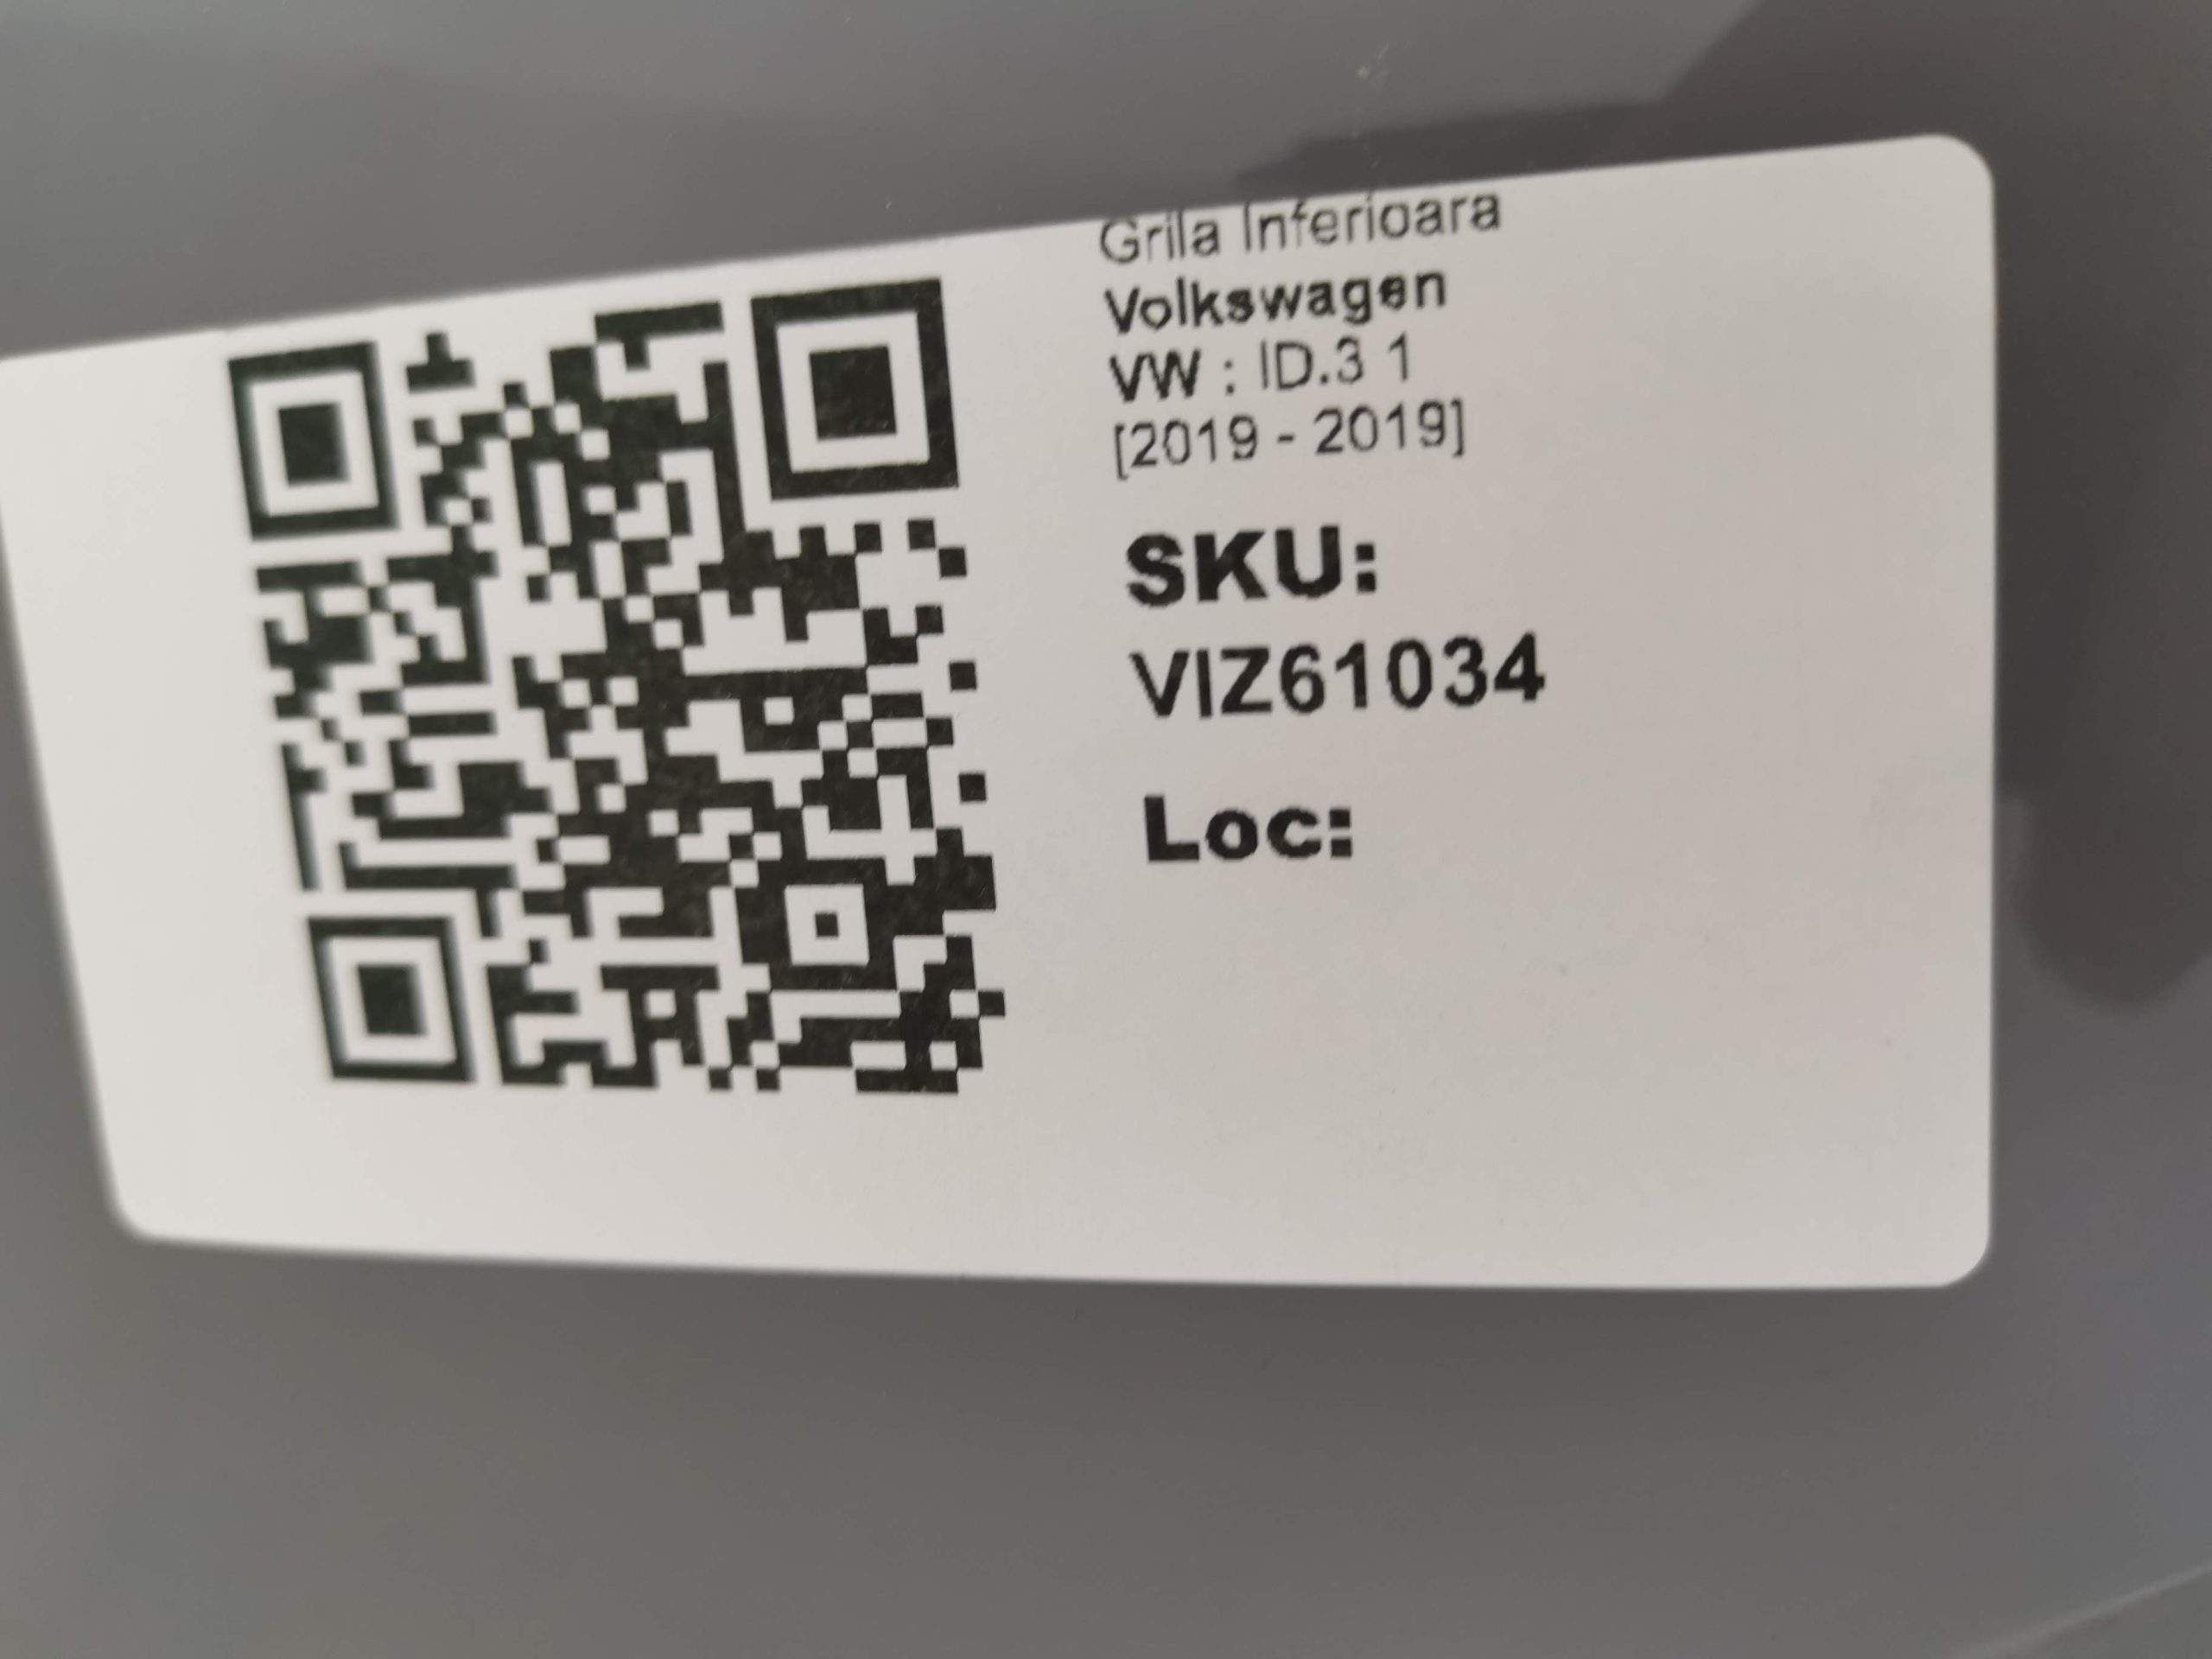 Grila Inferioara
Volkswagen
VW : ID.3 1
[2019 - 2019]
SKU:
VIZ61034
Loc: